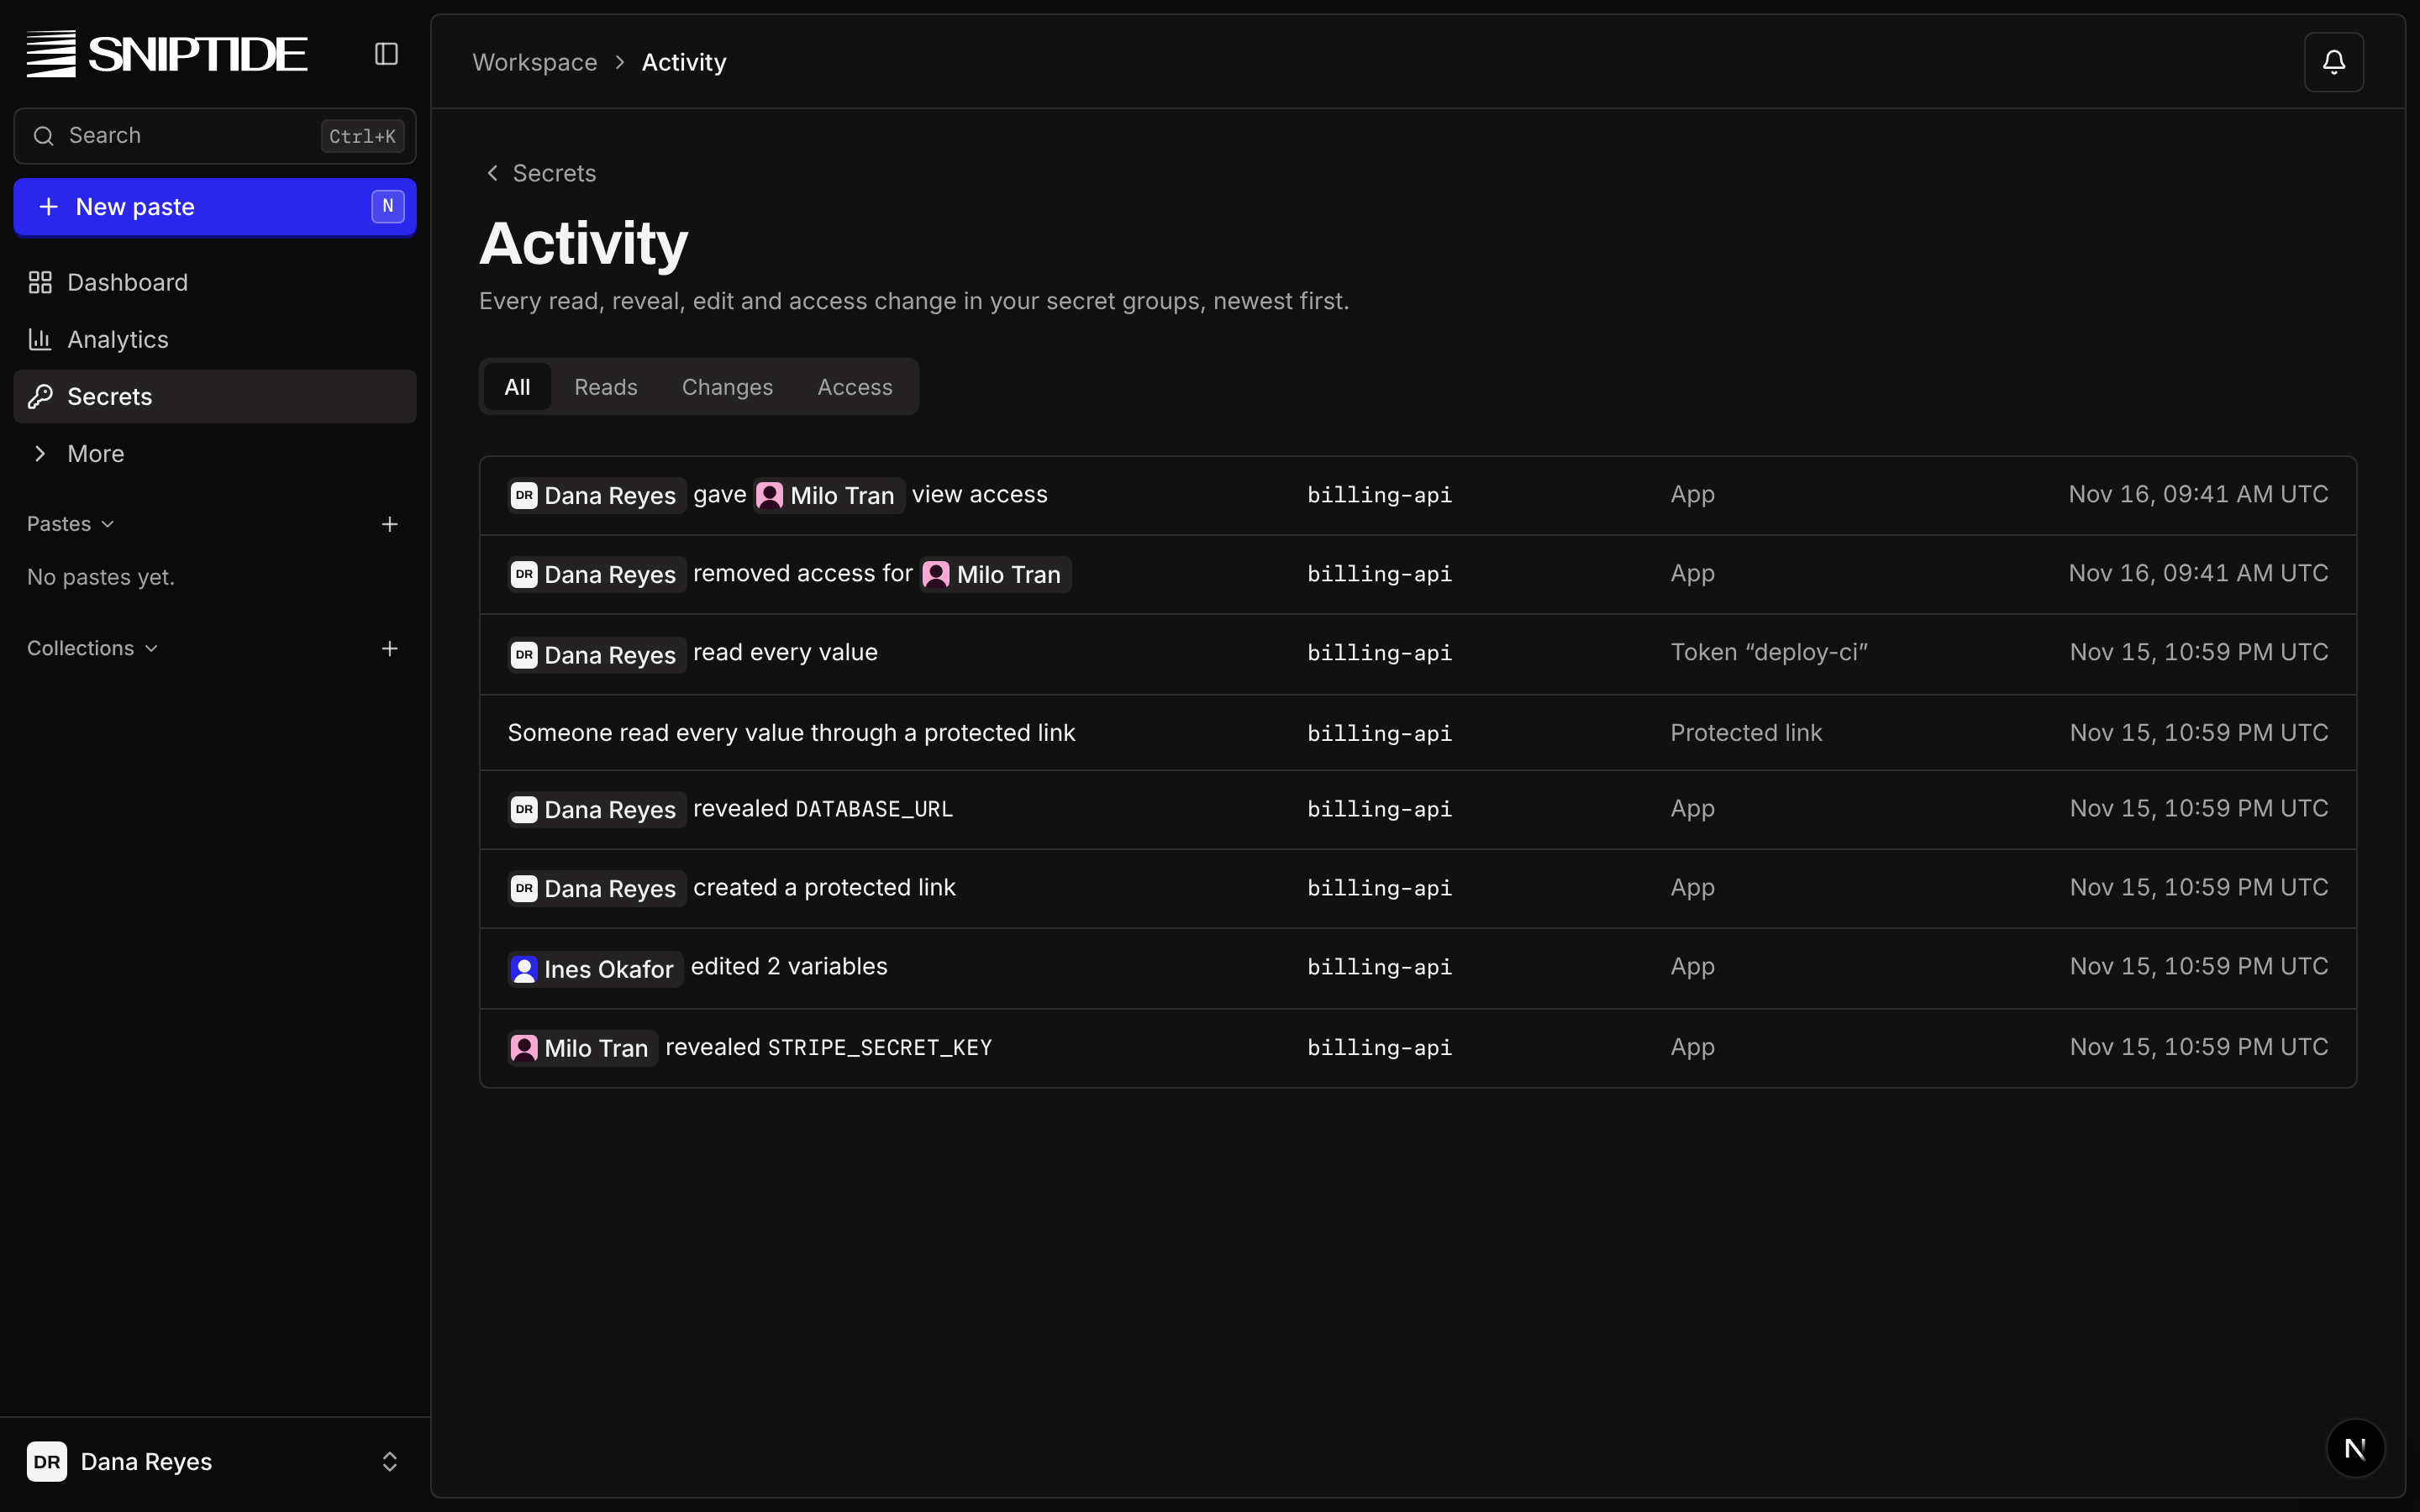 SNIPTIDE
Search Ctrl+K
New paste N
Dashboard
Analytics
Secrets
More
Pastes
No pastes yet.
Collections
DR Dana Reyes
Workspace > Activity
Secrets
Activity
Every read, reveal, edit and access change in your secret groups, newest first.
All Reads Changes Access
DR Dana Reyes gave Milo Tran view access billing-api App Nov 16, 09:41 AM UTC
DR Dana Reyes removed access for Milo Tran billing-api App Nov 16, 09:41 AM UTC
DR Dana Reyes read every value billing-api Token “deploy-ci” Nov 15, 10:59 PM UTC
Someone read every value through a protected link billing-api Protected link Nov 15, 10:59 PM UTC
DR Dana Reyes revealed DATABASE_URL billing-api App Nov 15, 10:59 PM UTC
DR Dana Reyes created a protected link billing-api App Nov 15, 10:59 PM UTC
Ines Okafor edited 2 variables billing-api App Nov 15, 10:59 PM UTC
Milo Tran revealed STRIPE_SECRET_KEY billing-api App Nov 15, 10:59 PM UTC
N